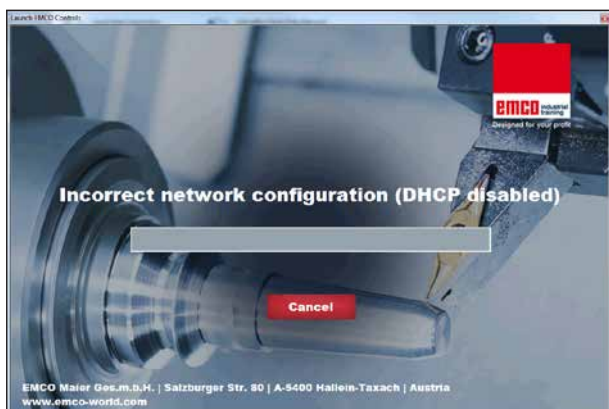 Launch EMCO Controls
emco industrial
training
Designed for your profit
Incorrect network configuration (DHCP disabled)
Cancel
EMCO Maier Ges.m.b.H. | Salzburger Str. 80 | A-5400 Hallein-Taxach | Austria
www.emco-world.com